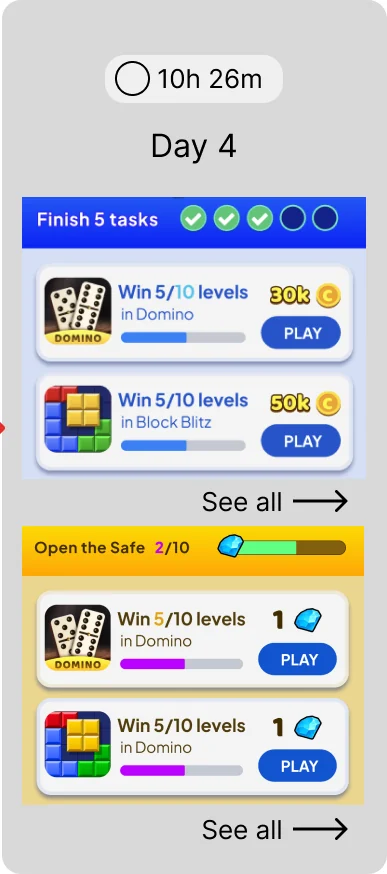 10h 26m
Day 4
Finish 5 tasks
Win 5/10 levels
30k C
in Domino
PLAY
DOMINO
Win 5/10 levels
50k C
in Block Blitz
PLAY
See all
Open the Safe 2/10
Win 5/10 levels
1
in Domino
PLAY
DOMINO
Win 5/10 levels
1
in Domino
PLAY
See all